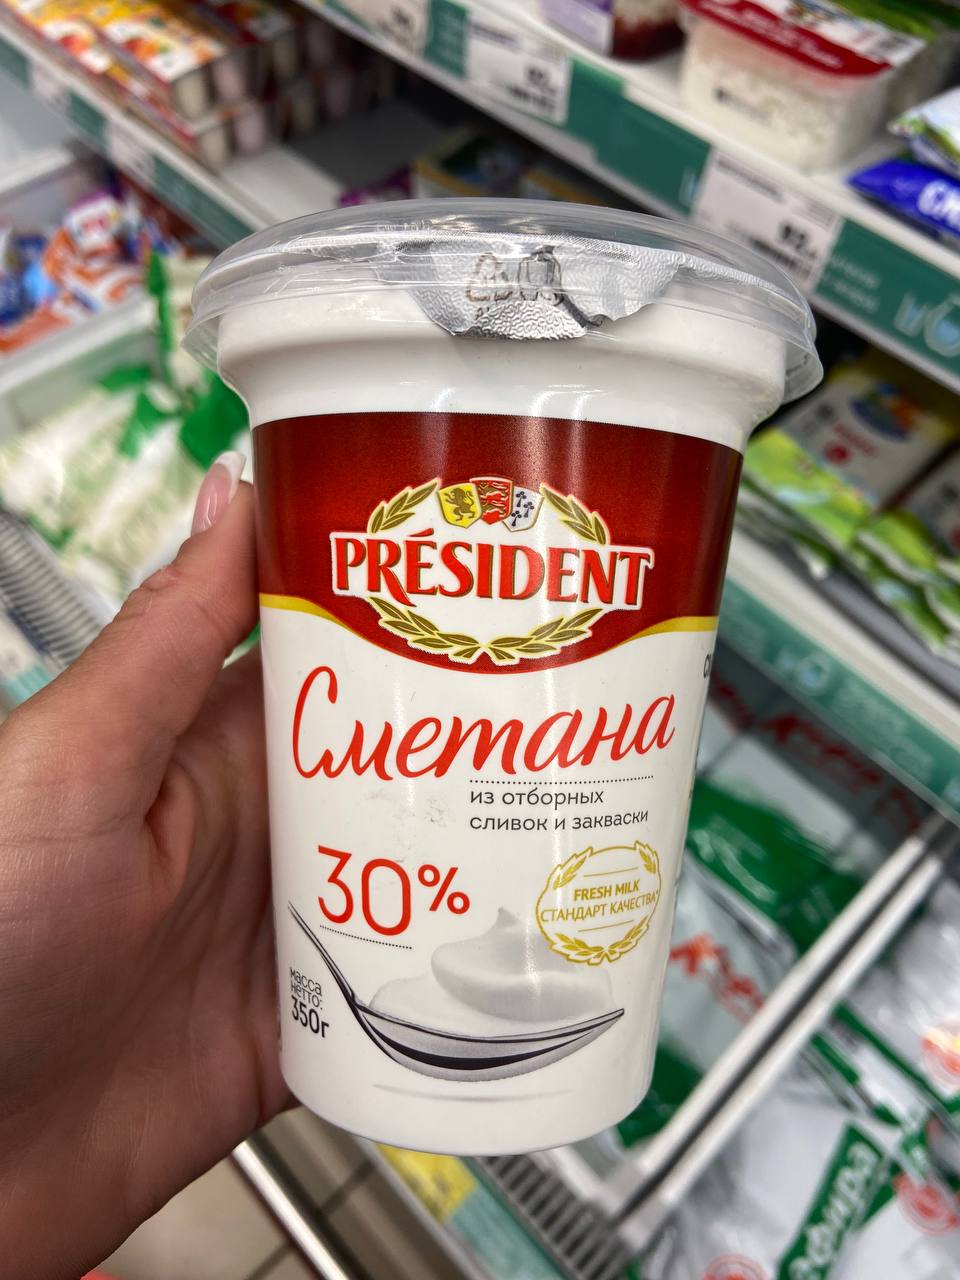 PRÉSIDENT
Сметана
из отборных
сливок и закваски
30%
FRESH MILK
СТАНДАРТ КАЧЕСТВА*
масса
нетто:
350г